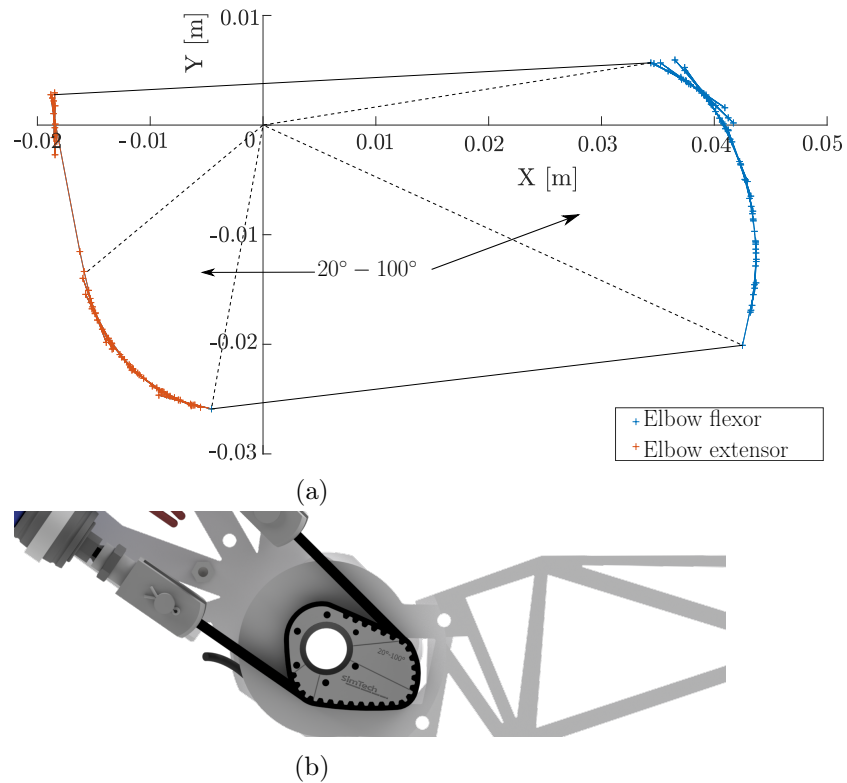 0.01
Y [m]
-0.02
-0.01
0
0.01
0.02
0.03
0.04
0.05
X [m]
-0.01
20° − 100°
-0.02
-0.03
Elbow flexor
Elbow extensor
(a)
20°-100°
SimTech
(b)